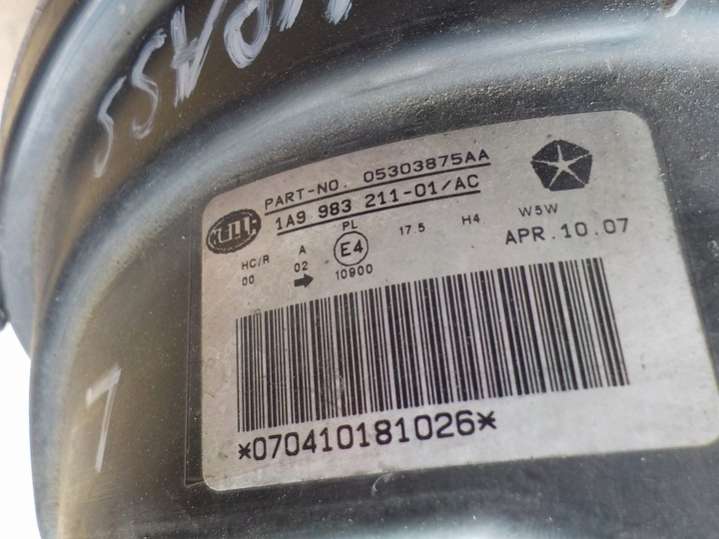 PART-NO. 05303875AA
1A9 983 211-01/AC
HC/R A PL 17.5 H4 W5W
00 02 E4 APR.10.07
10900
*070410181026*
L